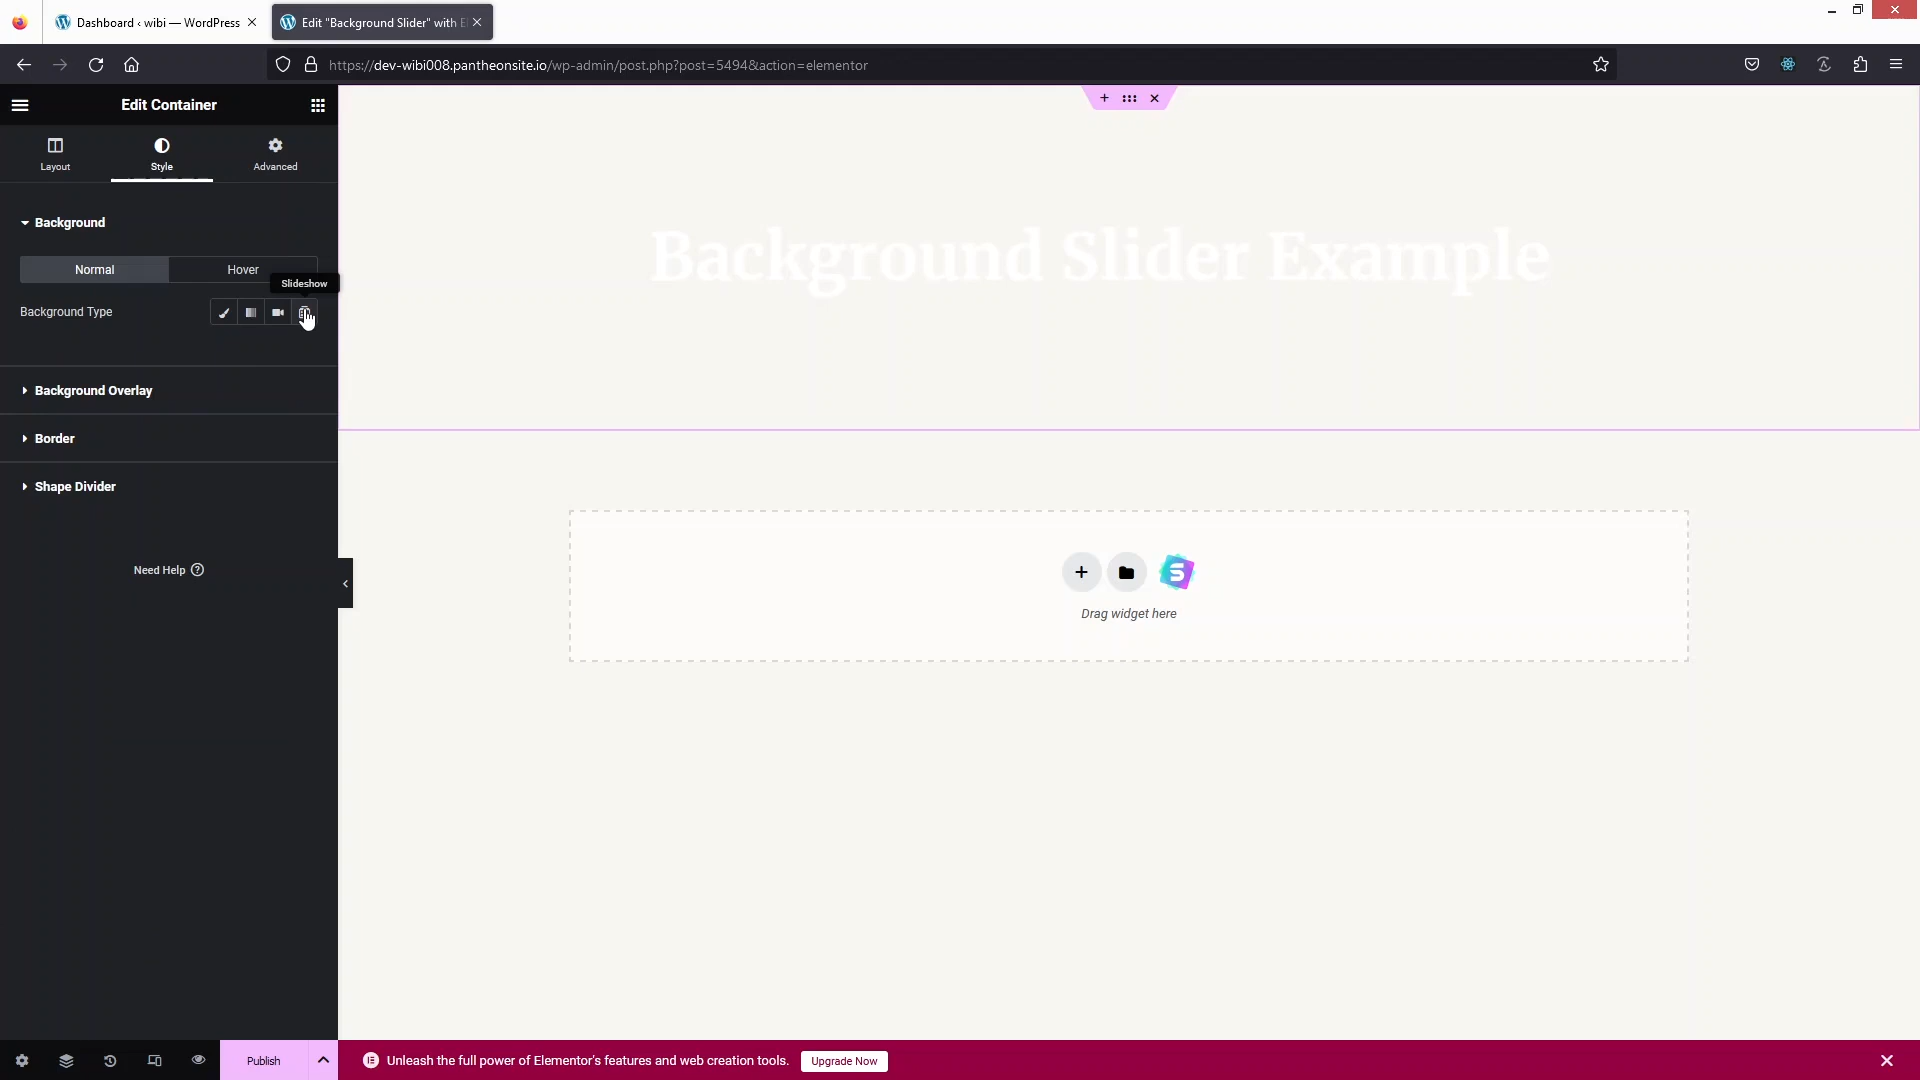 Dashboard ‹ wibi — WordPress
Edit "Background Slider" with El
https://dev-wibi008.pantheonsite.io/wp-admin/post.php?post=5494&action=elementor
Edit Container
Layout
Style
Advanced
Background
Normal
Hover
Slideshow
Background Type
Background Overlay
Border
Shape Divider
Need Help
Publish
Background Slider Example
Drag widget here
Unleash the full power of Elementor's features and web creation tools.
Upgrade Now